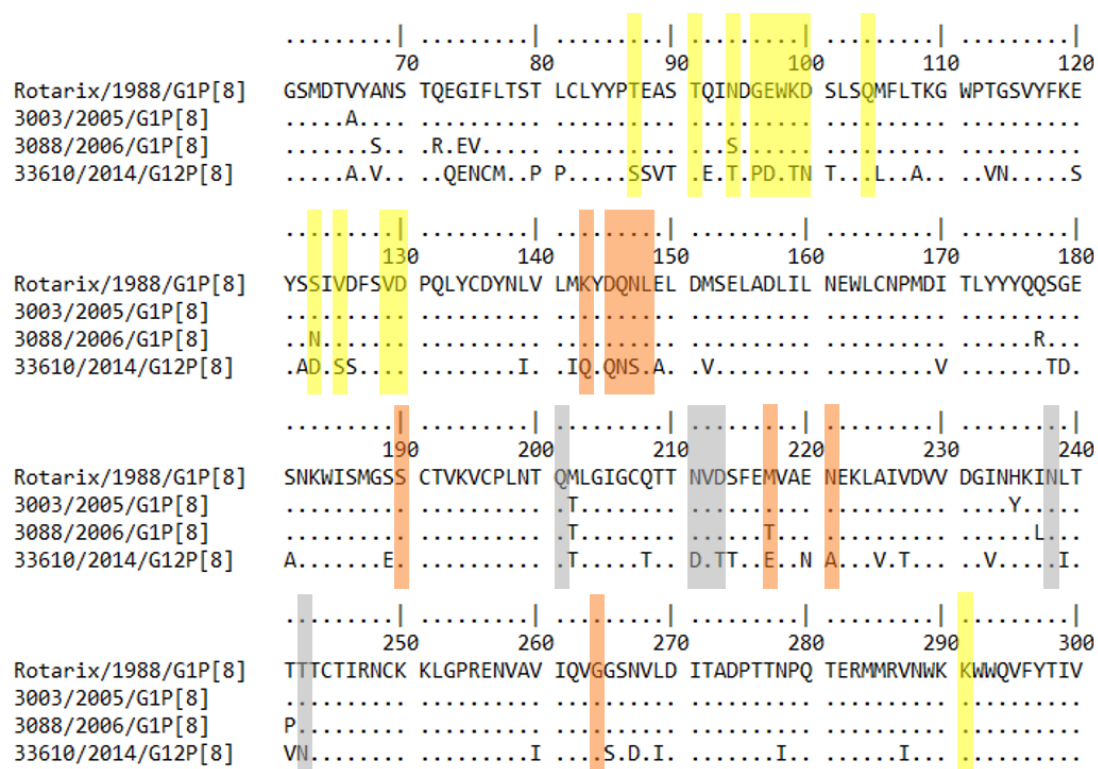 .........| .........| .........| .........| .........| .........|
70 80 90 100 110 120
Rotarix/1988/G1P[8] GSMDTVYANS TQEGIFLTST LCLYYPTEAS TQINDGEWKD SLSQMFLTKG WPTGSVYFKE
3003/2005/G1P[8] .....A.... .......... .......... .......... .......... ..........
3088/2006/G1P[8] .......S.. .R.EV..... .......... ...S...... .......... ..........
33610/2014/G12P[8] .....A.V.. ..QENCM..P P.....SSVT .E.T.PD.TN T...L..A.. ..VN.....S
.........| .........| .........| .........| .........| .........|
130 140 150 160 170 180
Rotarix/1988/G1P[8] YSSIVDFSVD PQLYCDYNLV LMKYDQNLEL DMSELADLIL NEWLCNPMDI TLYYYQQSGE
3003/2005/G1P[8] .......... .......... .......... .......... .......... ..........
3088/2006/G1P[8] ..N....... .......... .......... .......... .......... ......R...
33610/2014/G12P[8] .AD.SS.... ........I. .IQ.QNS.A. .V........ .........V .......TD.
.........| .........| .........| .........| .........| .........|
190 200 210 220 230 240
Rotarix/1988/G1P[8] SNKWISMGSS CTVKVCPLNT QMLGIGCQTT NVDSFEMVAE NEKLAIVDVV DGINHKINLT
3003/2005/G1P[8] .......... .......... .T........ .......... .......... ....Y.....
3088/2006/G1P[8] .......... .......... .T........ ......T... .......... ......L...
33610/2014/G12P[8] A.......E. .......... .T.....T.. D.TT..E..N A...V.T... ..V.....I.
.........| .........| .........| .........| .........| .........|
250 260 270 280 290 300
Rotarix/1988/G1P[8] TTTCTIRNCK KLGPRENVAV IQVGGSNVLD ITADPTTNPQ TERMMRVNWK KWWQVFYTIV
3003/2005/G1P[8] .......... .......... .......... .......... .......... ..........
3088/2006/G1P[8] P......... .......... .......... .......... .......... ..........
33610/2014/G12P[8] VN........ .........I ....S.D.I. .......I.. ......I... ..........